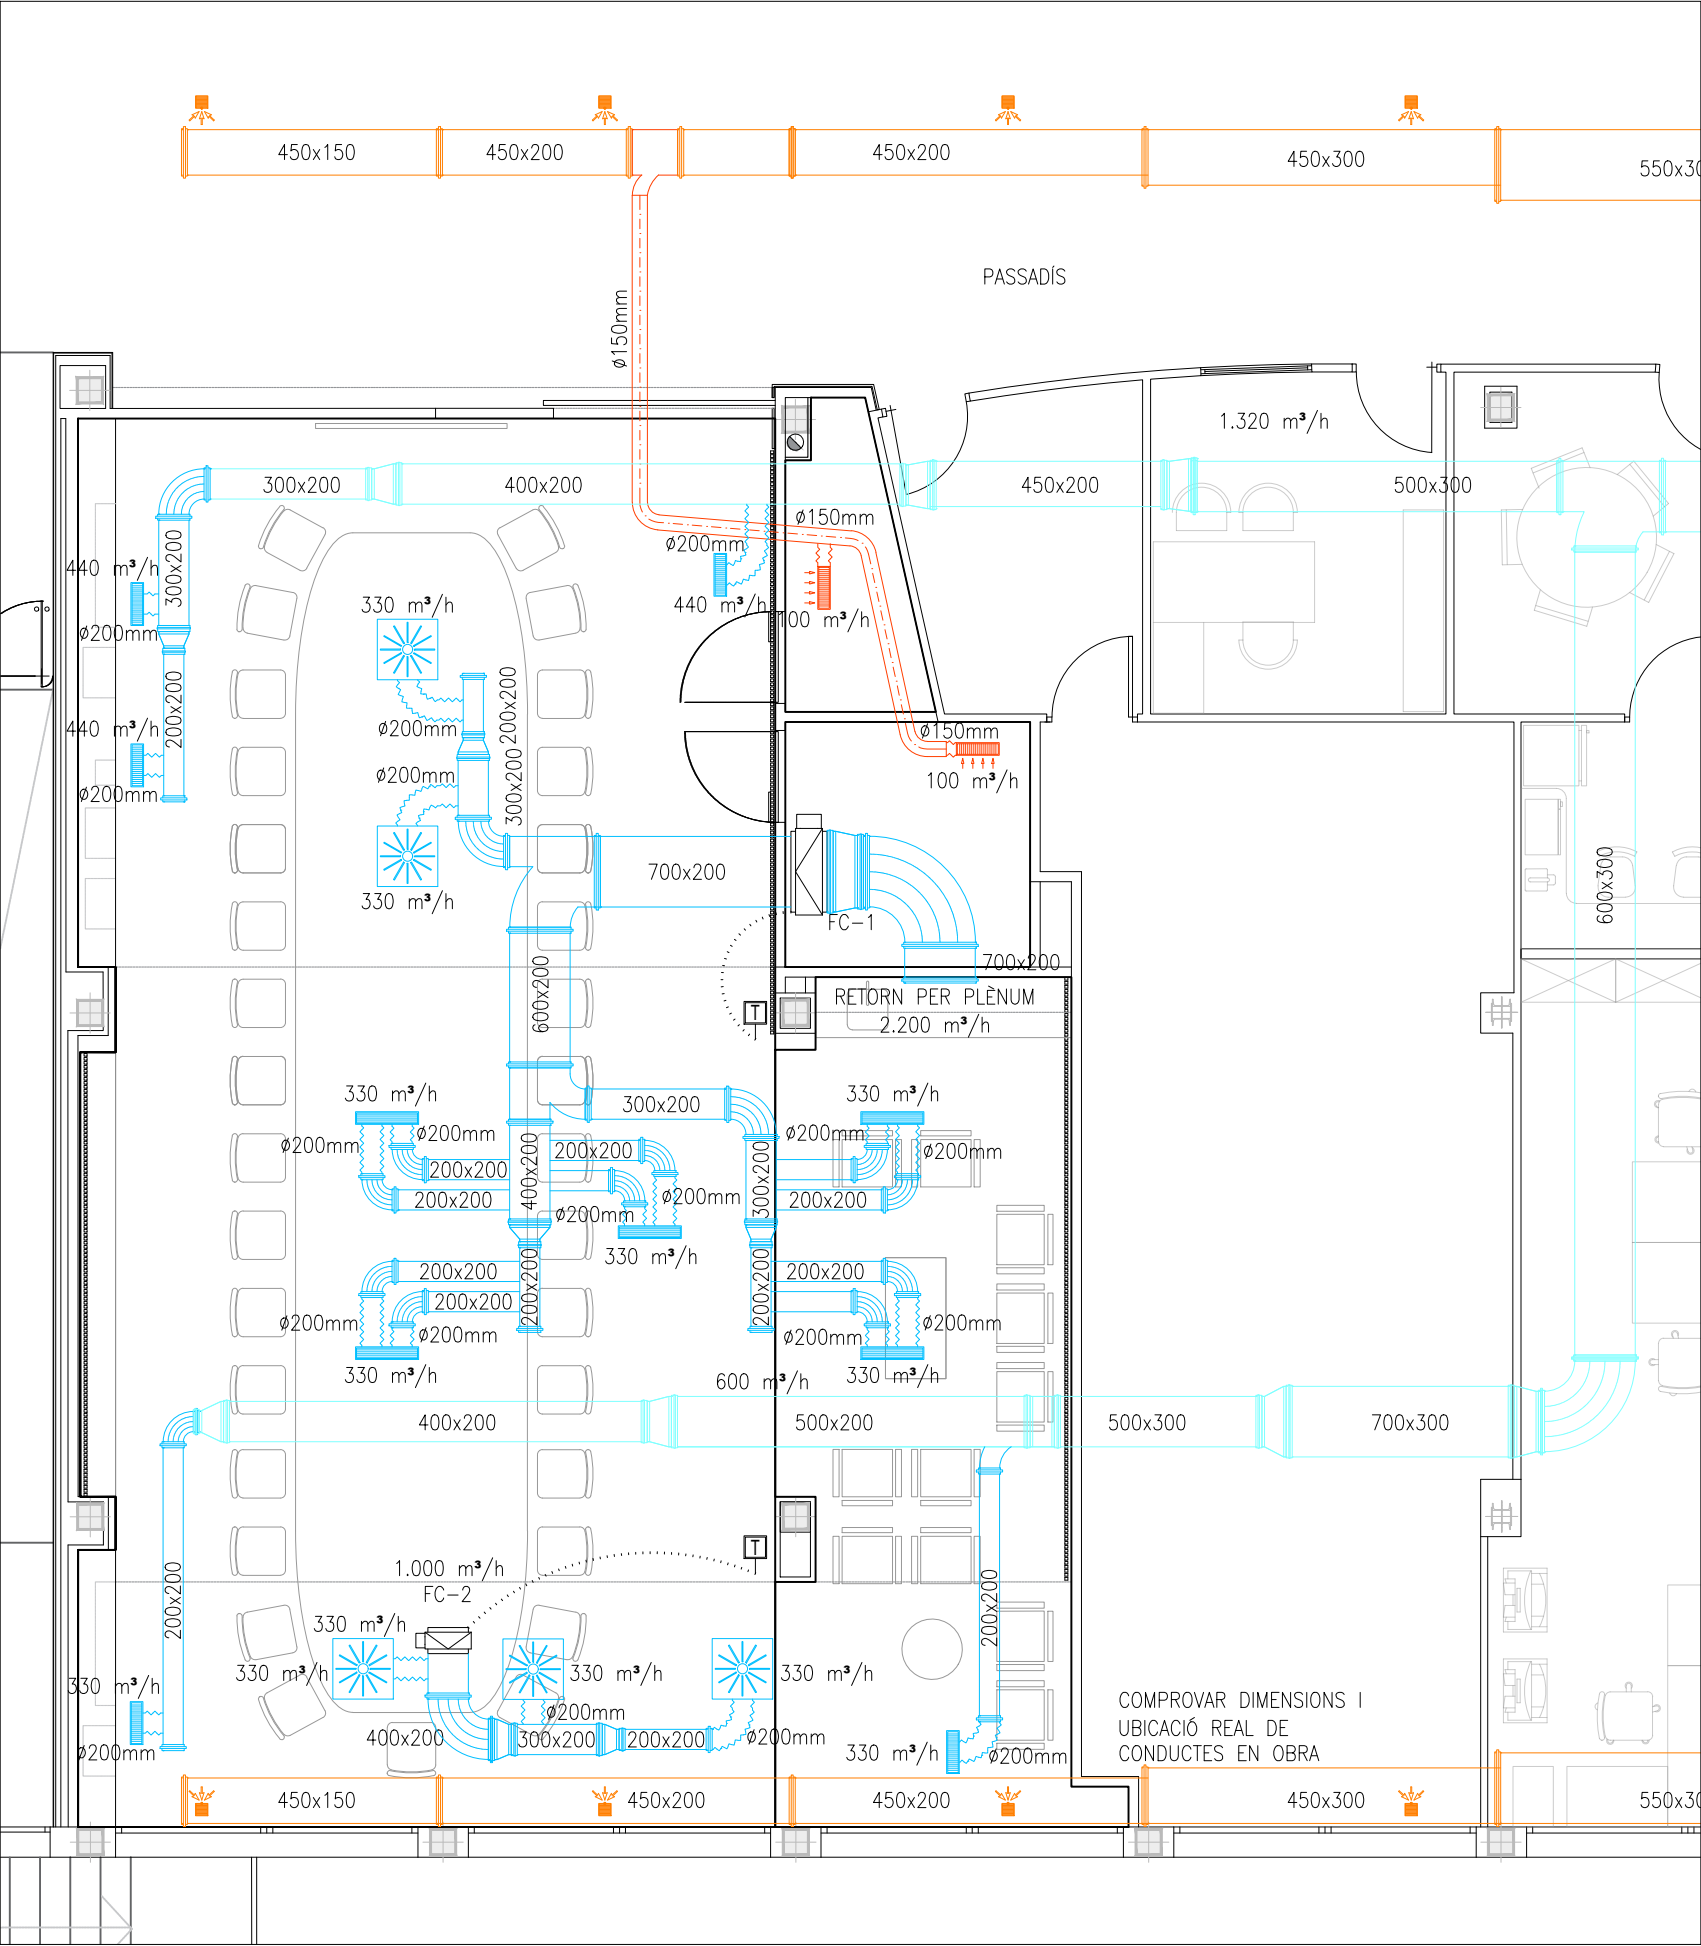 450x150
450x200
450x200
450x300
550x30
PASSADÍS
ø150mm
1.320 m³/h
300x200
400x200
450x200
500x300
ø150mm
ø200mm
440 m³/h
300x200
330 m³/h
440 m³/h
100 m³/h
ø200mm
200x200
200x200
440 m³/h
ø200mm
ø150mm
ø200mm
300x200
100 m³/h
ø200mm
700x200
330 m³/h
600x300
FC-1
700x200
600x200
RETORN PER PLÈNUM
2.200 m³/h
T
330 m³/h
330 m³/h
300x200
ø200mm
ø200mm
ø200mm
ø200mm
200x200
200x200
400x200
300x200
200x200
200x200
ø200mm
ø200mm
330 m³/h
200x200
200x200
200x200
200x200
200x200
ø200mm
ø200mm
ø200mm
ø200mm
330 m³/h
600 m³/h
330 m³/h
400x200
500x200
500x300
700x300
T
1.000 m³/h
FC-2
200x200
200x200
330 m³/h
330 m³/h
330 m³/h
330 m³/h
330 m³/h
ø200mm
400x200
300x200
200x200
ø200mm
ø200mm
330 m³/h
ø200mm
COMPROVAR DIMENSIONS I
UBICACIÓ REAL DE
CONDUCTES EN OBRA
450x150
450x200
450x200
450x300
550x30